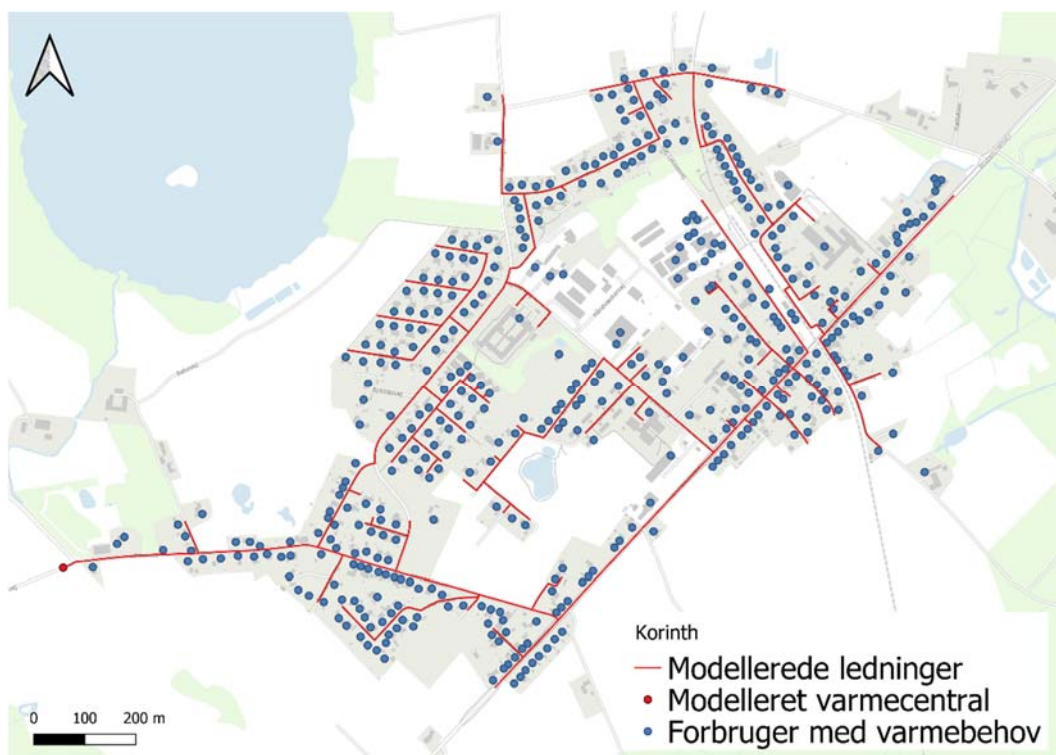 Korinth
Modellerede ledninger
Modelleret varmecentral
Forbruger med varmebehov
0 100 200 m